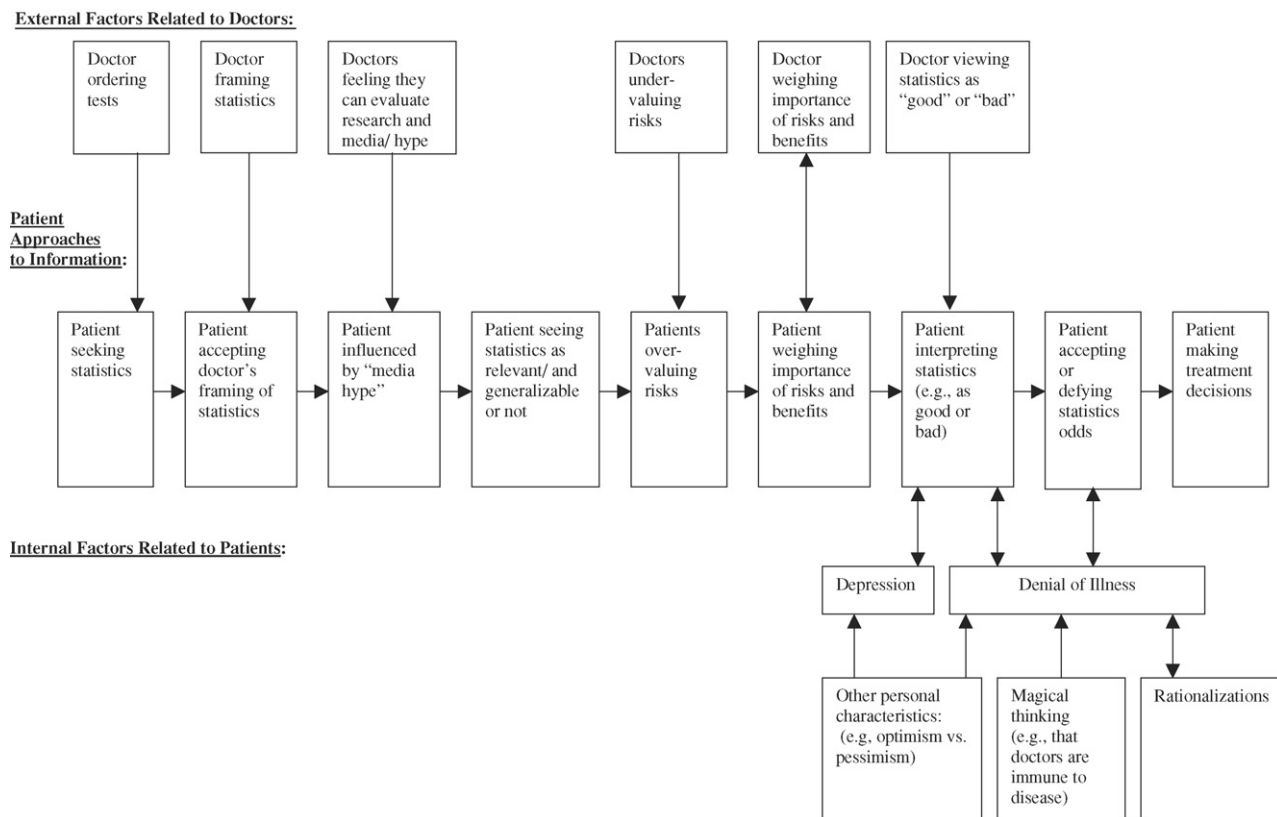 External Factors Related to Doctors:
Doctor
ordering
tests
Doctor
framing
statistics
Doctors
feeling they
can evaluate
research and
media/ hype
Doctors
under-
valuing
risks
Doctor
weighing
importance
of risks and
benefits
Doctor viewing
statistics as
“good” or “bad”
Patient
Approaches
to Information:
Patient
seeking
statistics
Patient
accepting
doctor’s
framing of
statistics
Patient
influenced
by “media
hype”
Patient seeing
statistics as
relevant/ and
generalizable
or not
Patients
over-
valuing
risks
Patient
weighing
importance
of risks and
benefits
Patient
interpreting
statistics
(e.g., as
good or
bad)
Patient
accepting
or
defying
statistics
odds
Patient
making
treatment
decisions
Internal Factors Related to Patients:
Depression
Denial of Illness
Other personal
characteristics:
(e.g, optimism vs.
pessimism)
Magical
thinking
(e.g., that
doctors are
immune to
disease)
Rationalizations